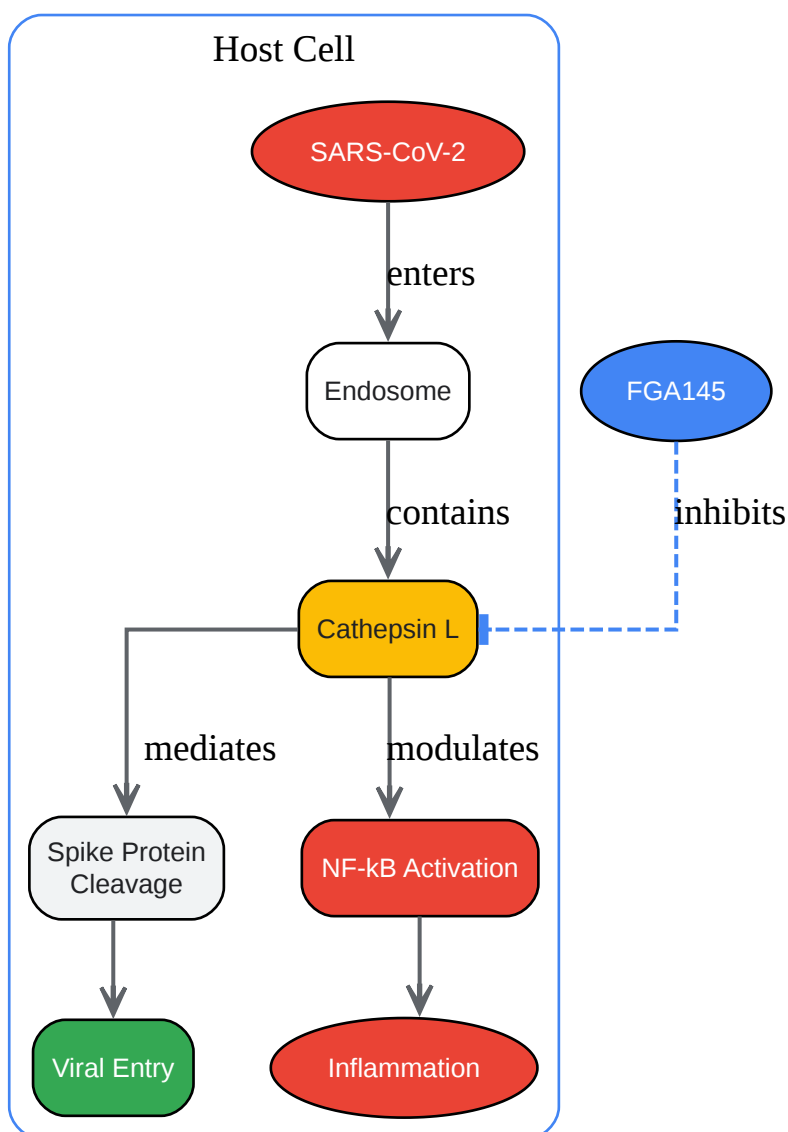 Host Cell
SARS-CoV-2
enters
Endosome
FGA145
contains
inhibits
Cathepsin L
mediates
modulates
Spike Protein
Cleavage
NF-kB Activation
Viral Entry
Inflammation